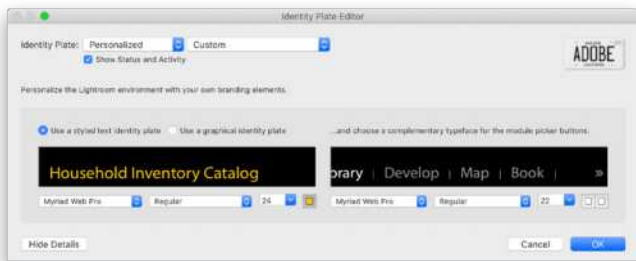 Identity Plate Editor
Identity Plate: Personalized Custom
Show Status and Activity
ADOBE
Personalize the Lightroom environment with your own branding elements.
Use a styled text identity plate Use a graphical identity plate ...and choose a complementary typeface for the module picker buttons.
Household Inventory Catalog brary | Develop | Map | Book | »
Myriad Web Pro Regular 24 Myriad Web Pro Regular 22
Hide Details Cancel OK